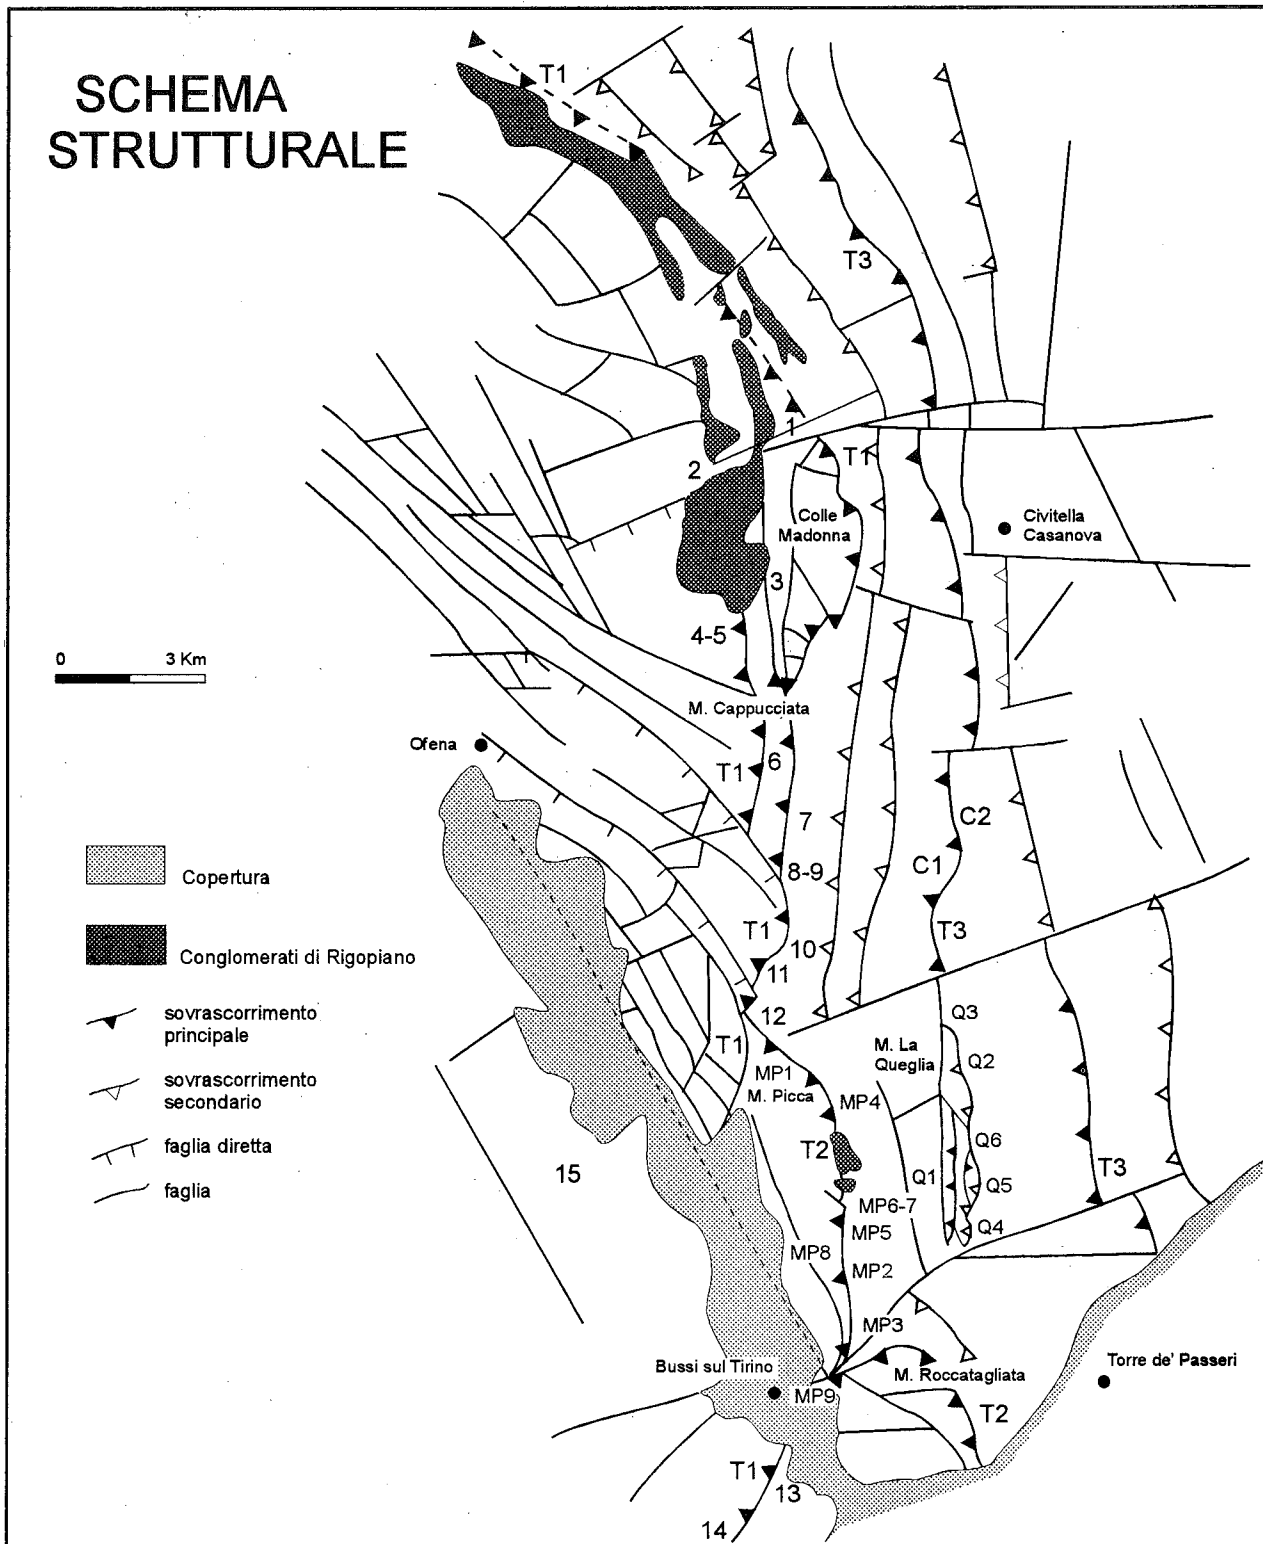 SCHEMA
STRUTTURALE
T1
T3
1
2
T1
Colle
Madonna
Civitella
Casanova
3
4-5
0 3 Km
M. Cappucciata
Ofena
T1
6
7
C2
8-9
C1
Copertura
T1
T3
10
Conglomerati di Rigopiano
11
12
sovrascorrimento
principale
Q3
T1
M. La
Queglia
Q2
MP1
M. Picca
MP4
sovrascorrimento
secondario
Q6
faglia diretta
T2
15
Q1
T3
Q5
faglia
MP6-7
MP5
Q4
MP8
MP2
MP3
Bussi sul Tirino
M. Roccatagliata
Torre de' Passeri
MP9
T2
T1
13
14